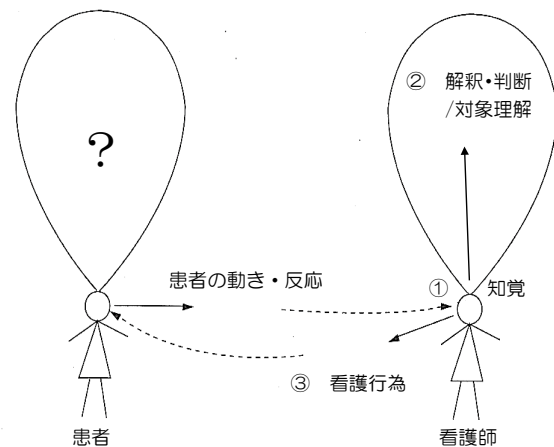 ② 解釈・判断
/対象理解
?
患者の動き・反応
① 知覚
③ 看護行為
患者
看護師